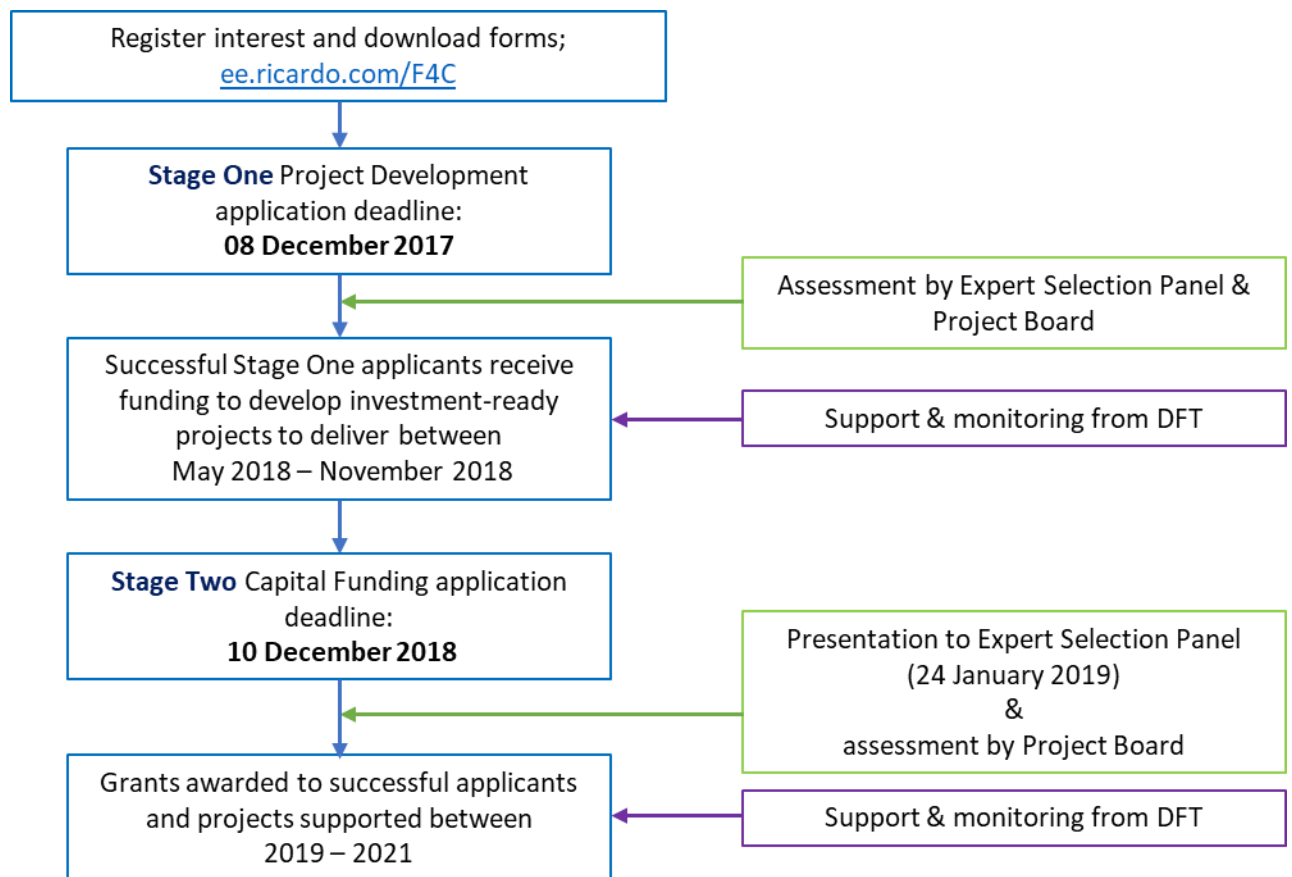 Register interest and download forms;
ee.ricardo.com/F4C
Stage One Project Development
application deadline:
08 December 2017
Assessment by Expert Selection Panel &
Project Board
Successful Stage One applicants receive
funding to develop investment-ready
projects to deliver between
May 2018 – November 2018
Support & monitoring from DFT
Stage Two Capital Funding application
deadline:
10 December 2018
Presentation to Expert Selection Panel
(24 January 2019)
&
assessment by Project Board
Grants awarded to successful applicants
and projects supported between
2019 – 2021
Support & monitoring from DFT